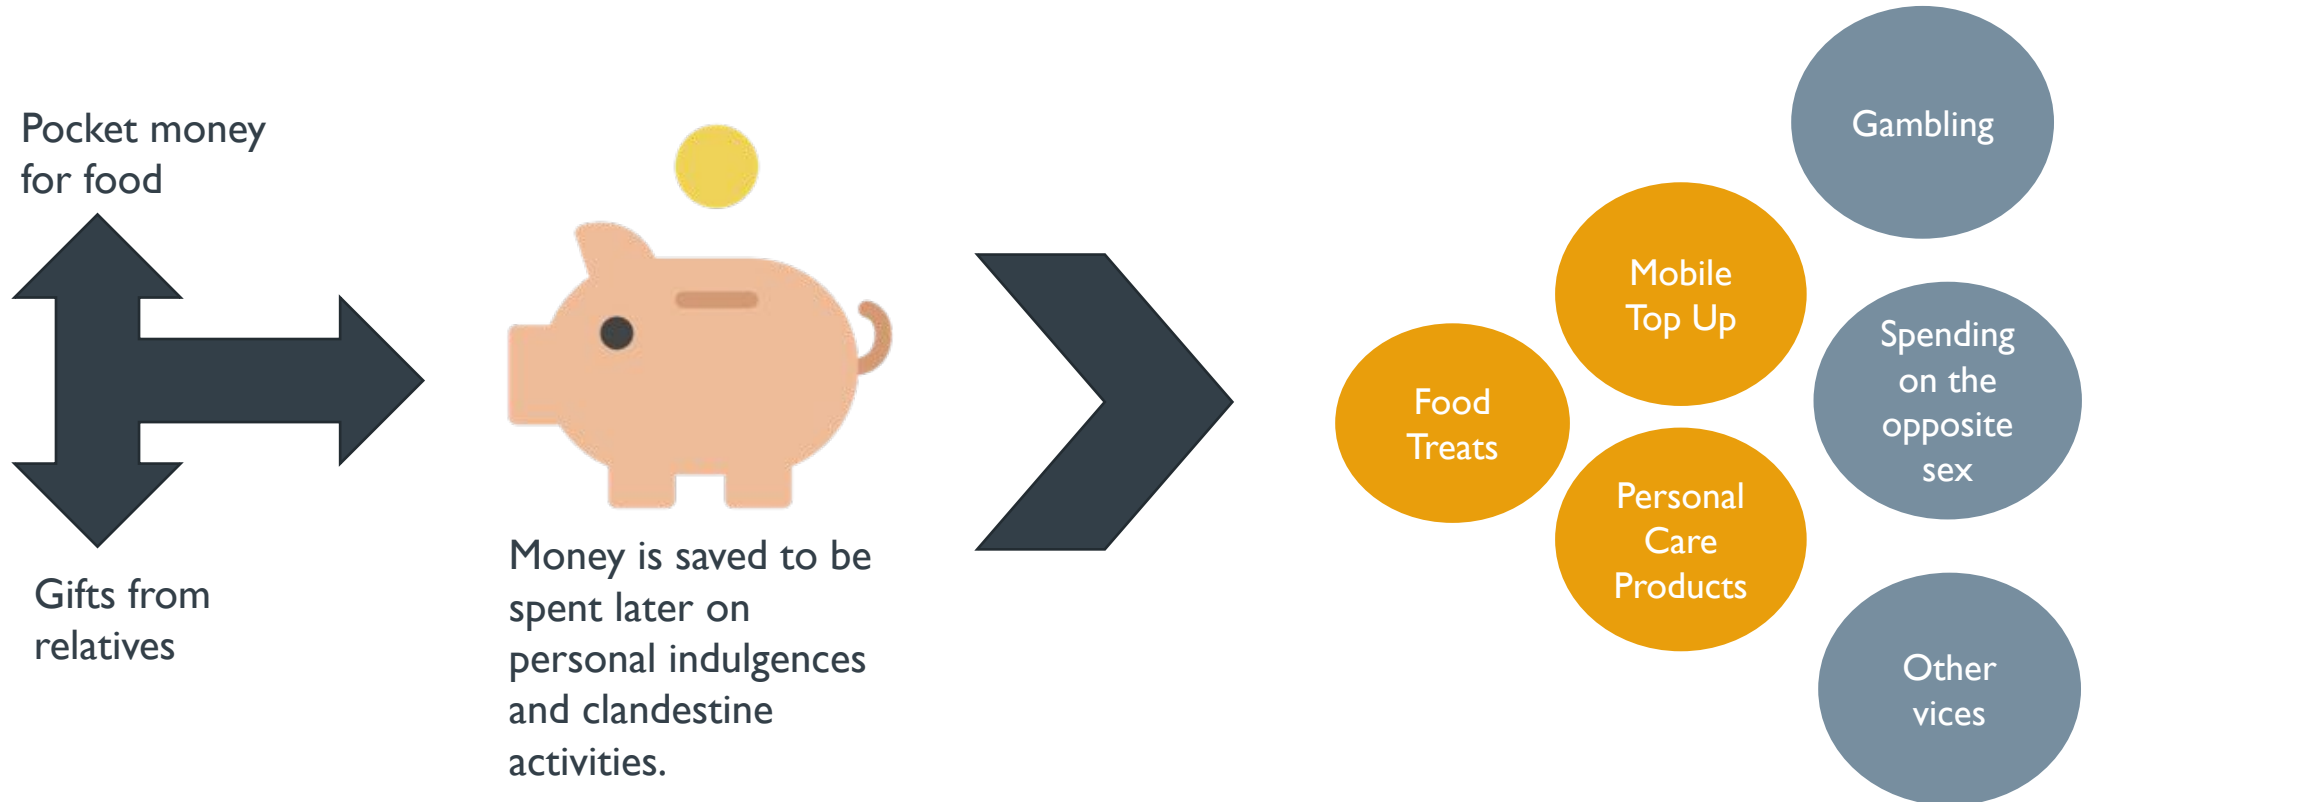 Pocket money
for food
Gifts from
relatives
Money is saved to be
spent later on
personal indulgences
and clandestine
activities.
Food
Treats
Mobile
Top Up
Personal
Care
Products
Gambling
Spending
on the
opposite
sex
Other
vices